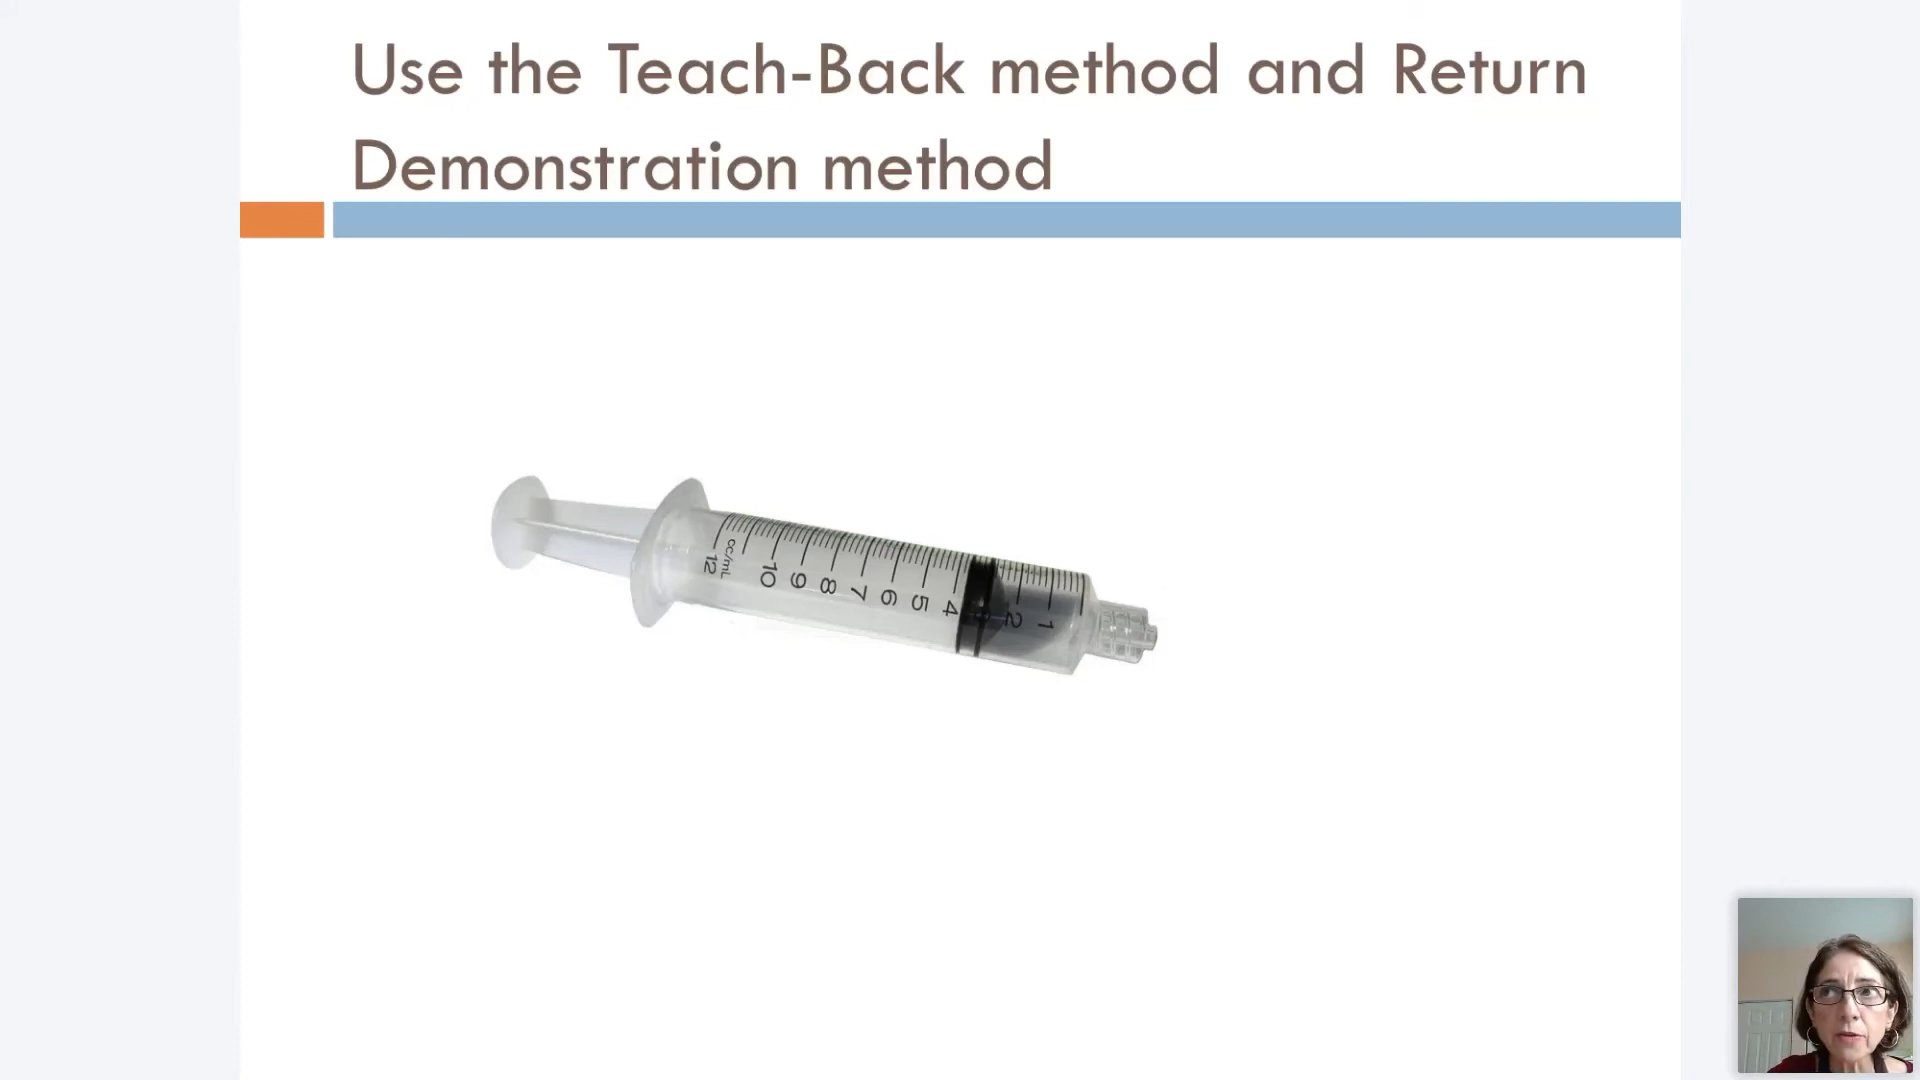 Use the Teach-Back method and Return
Demonstration method
12 cc/mL 10 9 8 7 6 5 4 2 1